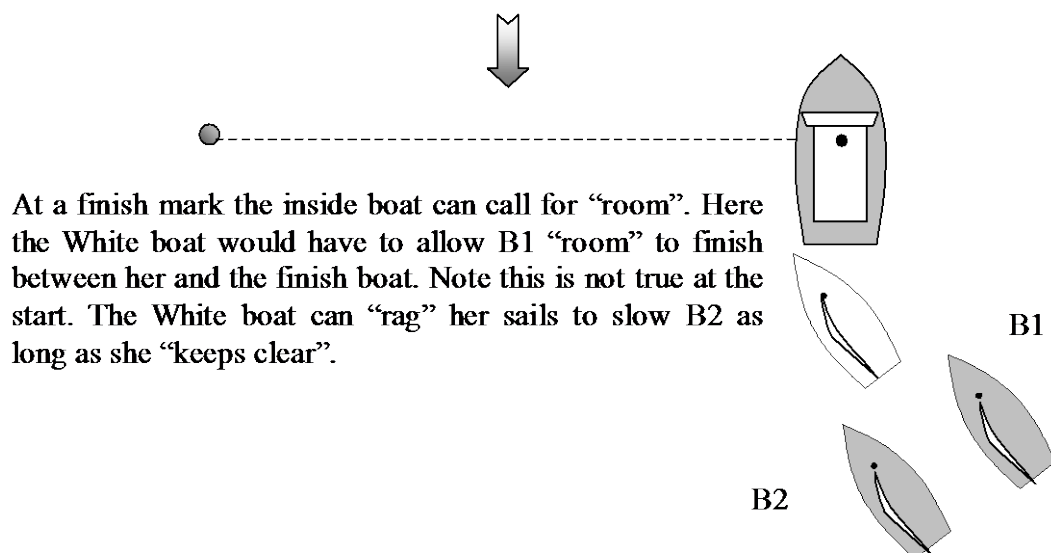 At a finish mark the inside boat can call for “room”. Here
the White boat would have to allow B1 “room” to finish
between her and the finish boat. Note this is not true at the
start. The White boat can “rag” her sails to slow B2 as
long as she “keeps clear”.
B1
B2